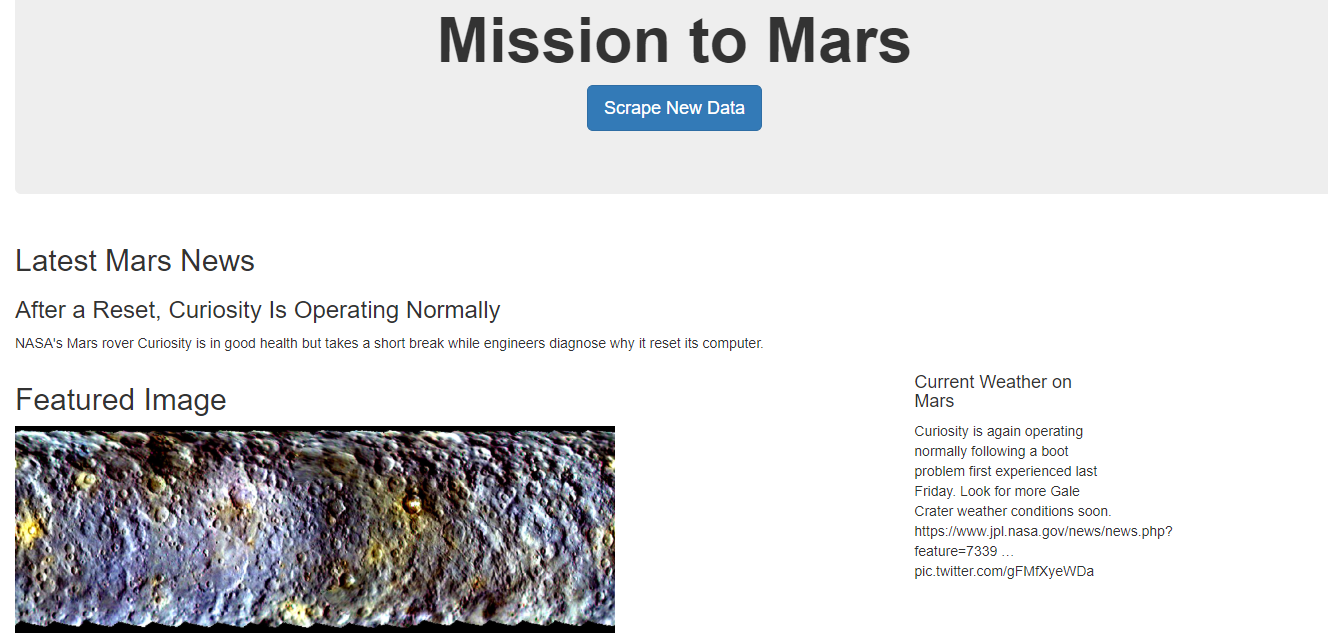 Mission to Mars
Scrape New Data
Latest Mars News
After a Reset, Curiosity Is Operating Normally
NASA's Mars rover Curiosity is in good health but takes a short break while engineers diagnose why it reset its computer.
Featured Image
Current Weather on
Mars
Curiosity is again operating
normally following a boot
problem first experienced last
Friday. Look for more Gale
Crater weather conditions soon.
https://www.jpl.nasa.gov/news/news.php?
feature=7339 …
pic.twitter.com/gFMfXyeWDa